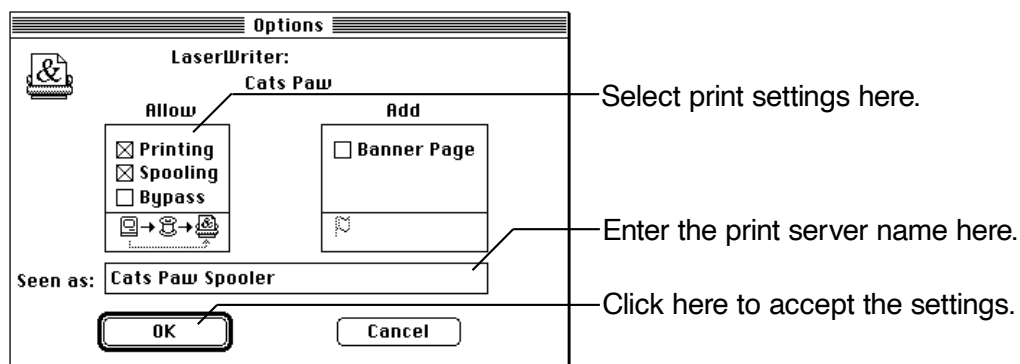 Options
LaserWriter:
Cats Paw
Allow
Add
Select print settings here.
Printing
Banner Page
Spooling
Bypass
Enter the print server name here.
Seen as: Cats Paw Spooler
Click here to accept the settings.
OK
Cancel